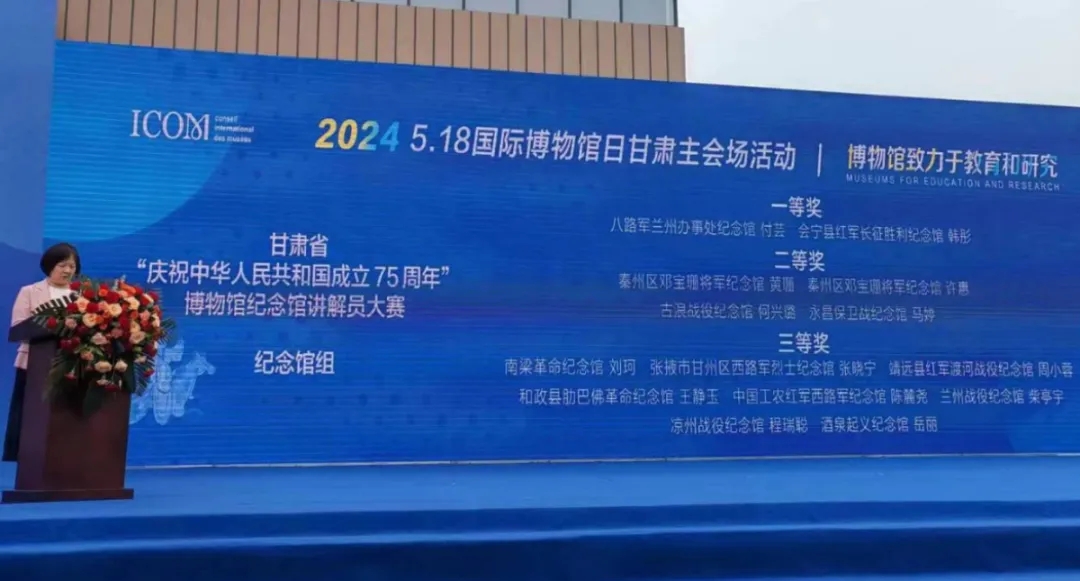 ICOM
conseil
international
des musées
2024 5.18国际博物馆日甘肃主会场活动 | 博物馆致力于教育和研究
MUSEUMS FOR EDUCATION AND RESEARCH
甘肃省
“庆祝中华人民共和国成立75周年”
博物馆纪念馆讲解员大赛
纪念馆组
一等奖
八路军兰州办事处纪念馆 付芸 会宁县红军长征胜利纪念馆 韩彤
二等奖
秦州区邓宝珊将军纪念馆 黄珊 秦州区邓宝珊将军纪念馆 许惠
古浪战役纪念馆 何兴璐 永昌保卫战纪念馆 马婷
三等奖
南梁革命纪念馆 刘珂 张掖市甘州区西路军烈士纪念馆 张晓宁 靖远县红军渡河战役纪念馆 周小蓉
和政县肋巴佛革命纪念馆 王静玉 中国工农红军西路军纪念馆 陈麓尧 兰州战役纪念馆 柴亭宇
凉州战役纪念馆 程瑞聪 酒泉起义纪念馆 岳丽